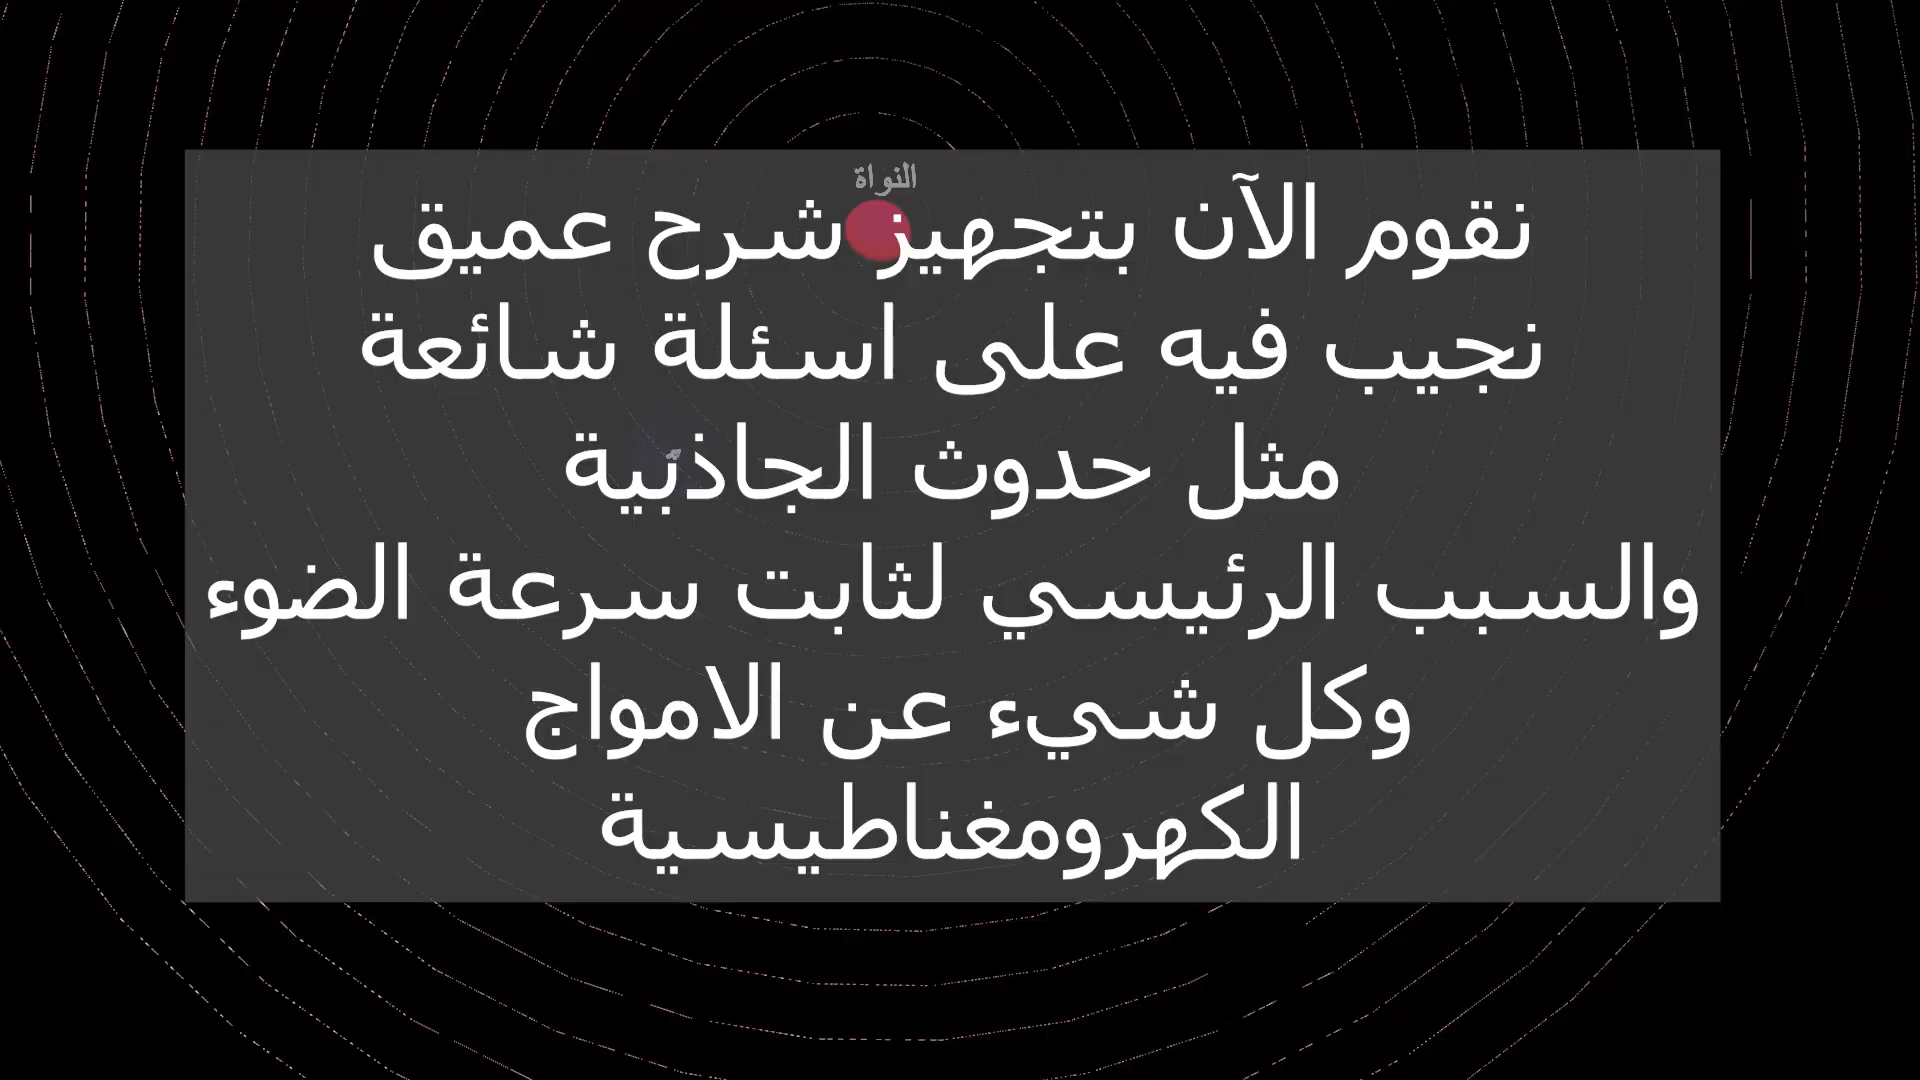 النواة
نقوم الآن بتجهيز شرح عميق
نجيب فيه على اسئلة شائعة
مثل حدوث الجاذبية
والسبب الرئيسي لثابت سرعة الضوء
وكل شيء عن الامواج
الكهرومغناطيسية